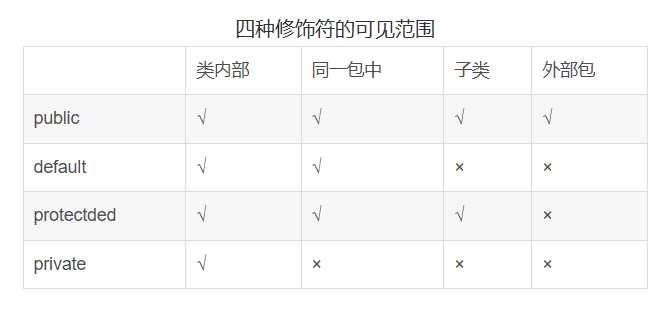 四种修饰符的可见范围
类内部 同一包中 子类 外部包
public √ √ √ √
default √ √ × ×
protectded √ √ √ ×
private √ × × ×